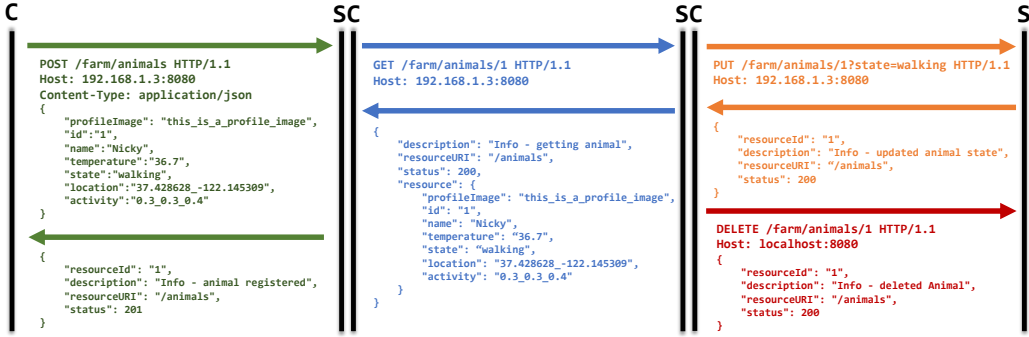 C
SC
SC
S
POST /farm/animals HTTP/1.1
Host: 192.168.1.3:8080
Content-Type: application/json
{
"profileImage": "this_is_a_profile_image",
"id":"1",
"name":"Nicky",
"temperature":"36.7",
"state":"walking",
"location":"37.428628_-122.145309",
"activity":"0.3_0.3_0.4"
}
{
"resourceId": "1",
"description": "Info - animal registered",
"resourceURI": "/animals",
"status": 201
}
GET /farm/animals/1 HTTP/1.1
Host: 192.168.1.3:8080
{
"description": "Info - getting animal",
"resourceURI": "/animals",
"status": 200,
"resource": {
"profileImage": "this_is_a_profile_image",
"id": "1",
"name": "Nicky",
"temperature": “36.7",
"state": “walking",
"location": "37.428628_-122.145309",
"activity": "0.3_0.3_0.4"
}
}
PUT /farm/animals/1?state=walking HTTP/1.1
Host: 192.168.1.3:8080
{
"resourceId": "1",
"description": "Info - updated animal state",
"resourceURI": “/animals",
"status": 200
}
DELETE /farm/animals/1 HTTP/1.1
Host: localhost:8080
{
"resourceId": "1",
"description": "Info - deleted Animal",
"resourceURI": "/animals",
"status": 200
}